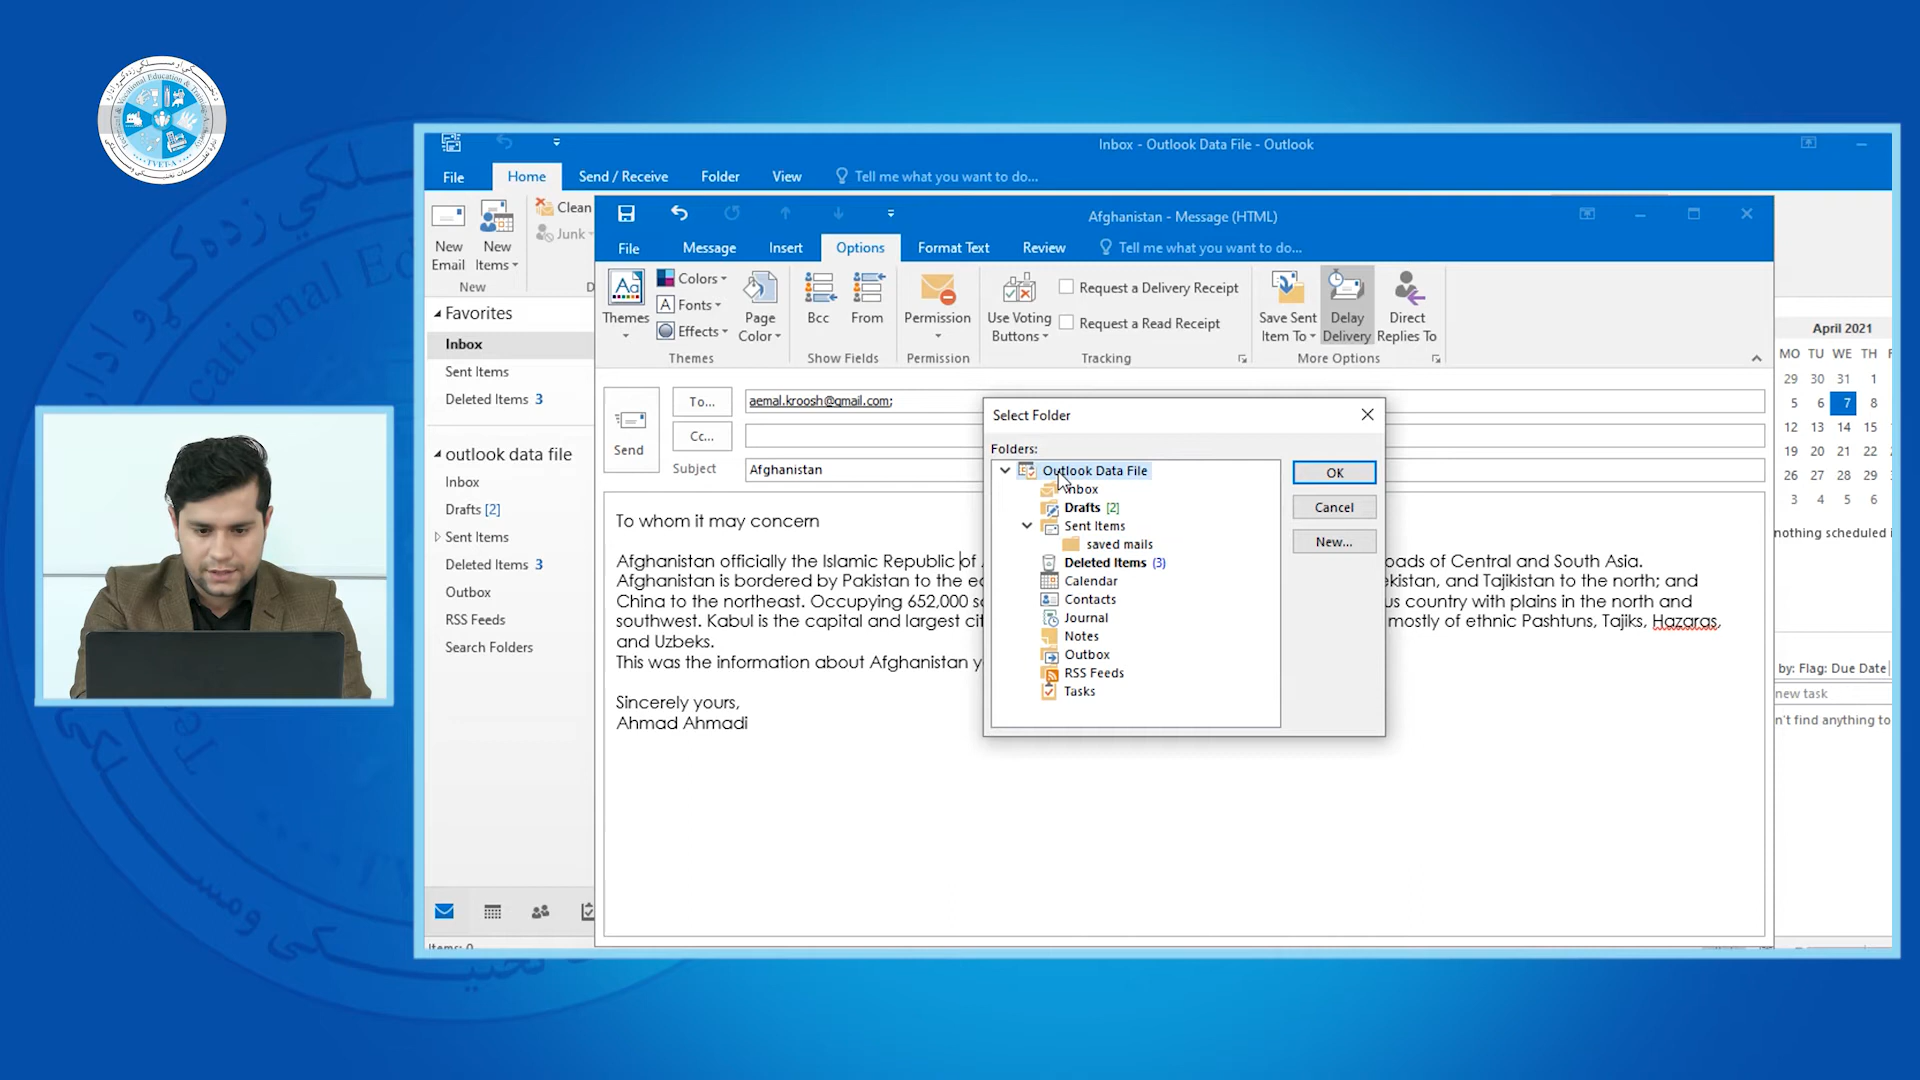 Technical & Vocational Education & Training Authority
TVET-A
Inbox - Outlook Data File - Outlook
File
Home
Send / Receive
Folder
View
Tell me what you want to do...
New
Email
New
Items
New
Clean
Junk
Afghanistan - Message (HTML)
File
Message
Insert
Options
Format Text
Review
Tell me what you want to do...
Themes
Colors
Fonts
Effects
Page
Color
Themes
Bcc
From
Show Fields
Permission
Permission
Use Voting
Buttons
Request a Delivery Receipt
Request a Read Receipt
Tracking
Save Sent
Item To
Delay
Delivery
Direct
Replies To
More Options
Favorites
Inbox
Sent Items
Deleted Items 3
outlook data file
Inbox
Drafts [2]
Sent Items
Deleted Items 3
Outbox
RSS Feeds
Search Folders
Send
To...
aemal.kroosh@gmail.com;
Cc...
Subject
Afghanistan
To whom it may concern
Afghanistan officially the Islamic Republic of
oads of Central and South Asia.
Afghanistan is bordered by Pakistan to the
ekistan, and Tajikistan to the north; and
China to the northeast. Occupying 652,000
us country with plains in the north and
southwest. Kabul is the capital and largest
mostly of ethnic Pashtuns, Tajiks, Hazaras,
and Uzbeks.
This was the information about Afghanistan y
Sincerely yours,
Ahmad Ahmadi
Select Folder
Folders:
Outlook Data File
Inbox
Drafts [2]
Sent Items
saved mails
Deleted Items (3)
Calendar
Contacts
Journal
Notes
Outbox
RSS Feeds
Tasks
OK
Cancel
New...
April 2021
MO TU WE TH
29 30 31 1
5 6 7 8
12 13 14 15
19 20 21 22
26 27 28 29
3 4 5 6
nothing scheduled i
by: Flag: Due Date
new task
n't find anything to
Items: 0